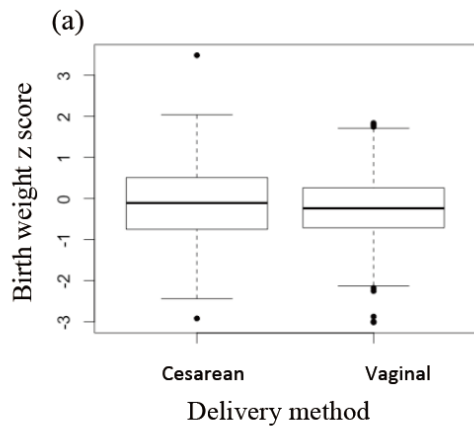 (a)
Birth weight z score
3
2
1
0
-1
-2
-3
Cesarean Vaginal
Delivery method